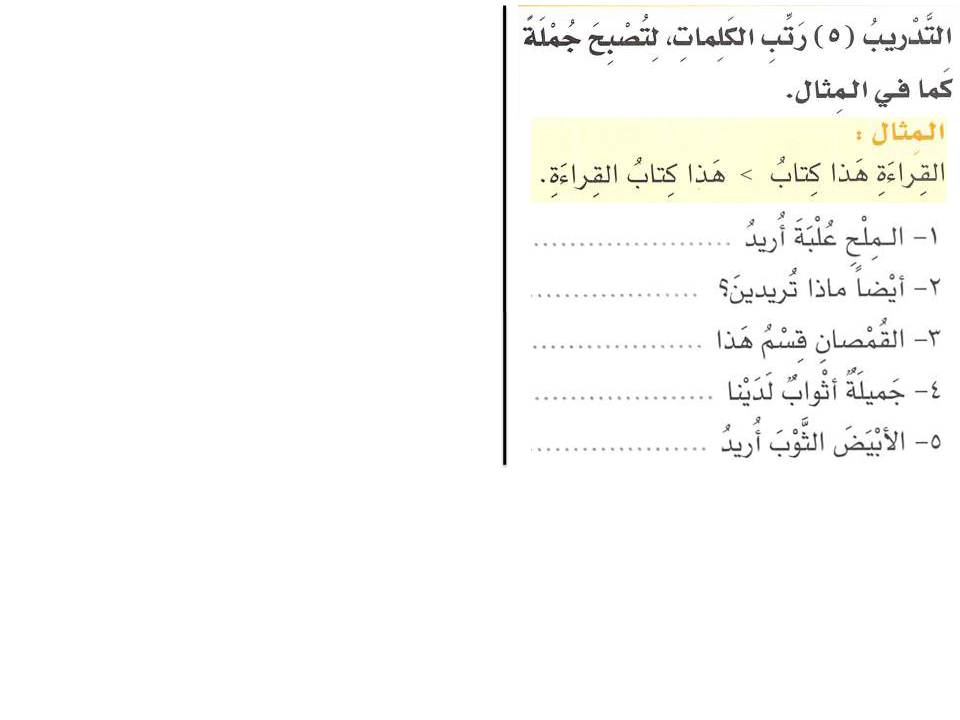 التَّدْرِيبُ (٥) رَتِّبِ الكَلِماتِ، لِتُصْبِحَ جُمْلَةً
كَما في المِثال.
المِثال :
القِراءَةِ هَذا كِتابُ > هَذا كِتابُ القِراءَةِ.
١- المِلْحِ عُلْبَةَ أُريدُ ......................
٢- أيْضاً ماذا تُريدينَ؟ ...................
٣- القُمْصانِ قِسْمُ هَذا ...................
٤- جَميلَةٌ أثْوابٌ لَدَيْنا ....................
٥- الأبْيَضَ الثَّوْبَ أُريدُ ....................